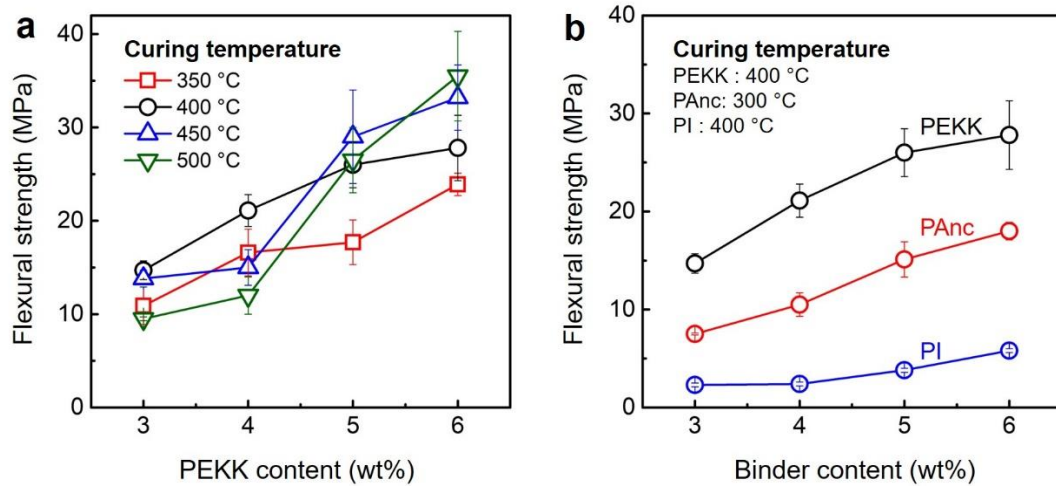 a
Curing temperature
350 °C
400 °C
450 °C
500 °C
Flexural strength (MPa)
40
30
20
10
0
3 4 5 6
PEKK content (wt%)
b
Curing temperature
PEKK : 400 °C
PAnc: 300 °C
PI : 400 °C
PEKK
PAnc
PI
Flexural strength (MPa)
40
30
20
10
0
3 4 5 6
Binder content (wt%)